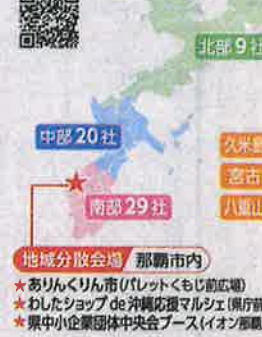 北部9社
中部20社
久米島
宮古
南部29社
八重山
地域分散会場 那覇市内
★ありんくりん市(パレットくもじ前広場)
★わしたショップde沖縄応援マルシェ(県庁前
★県中小企業団体中央会ブース(イオン那覇